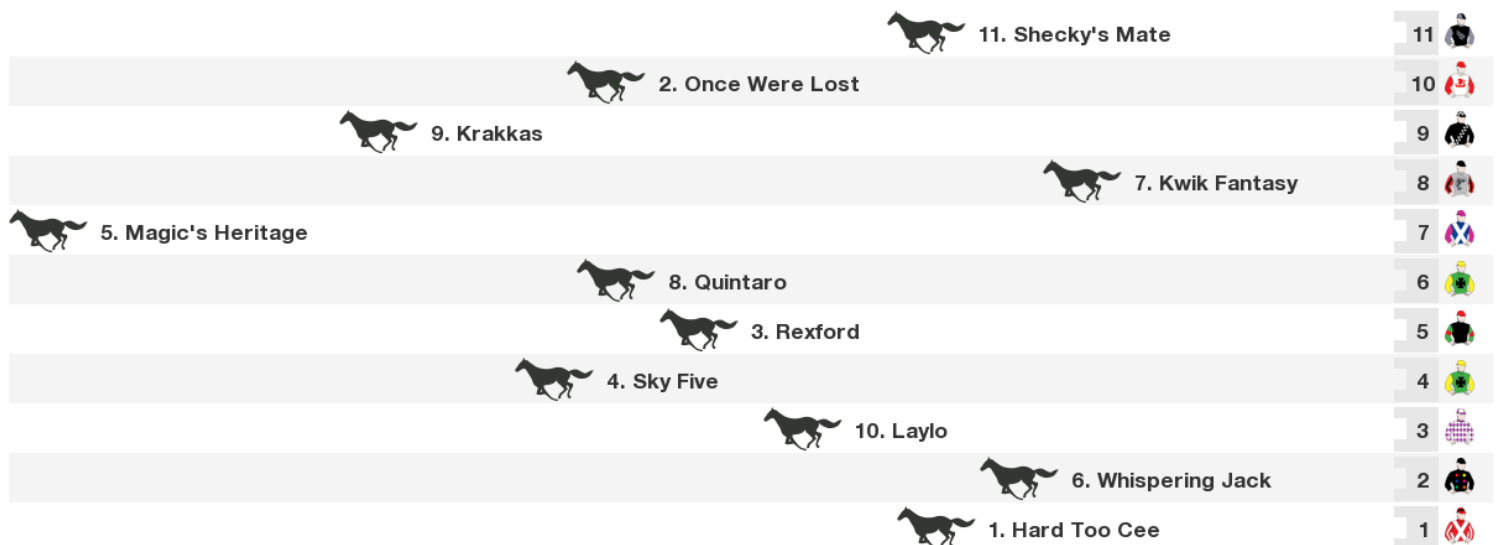 11. Shecky's Mate 11
2. Once Were Lost 10
9. Krakkas 9
7. Kwik Fantasy 8
5. Magic's Heritage 7
8. Quintaro 6
3. Rexford 5
4. Sky Five 4
10. Laylo 3
6. Whispering Jack 2
1. Hard Too Cee 1